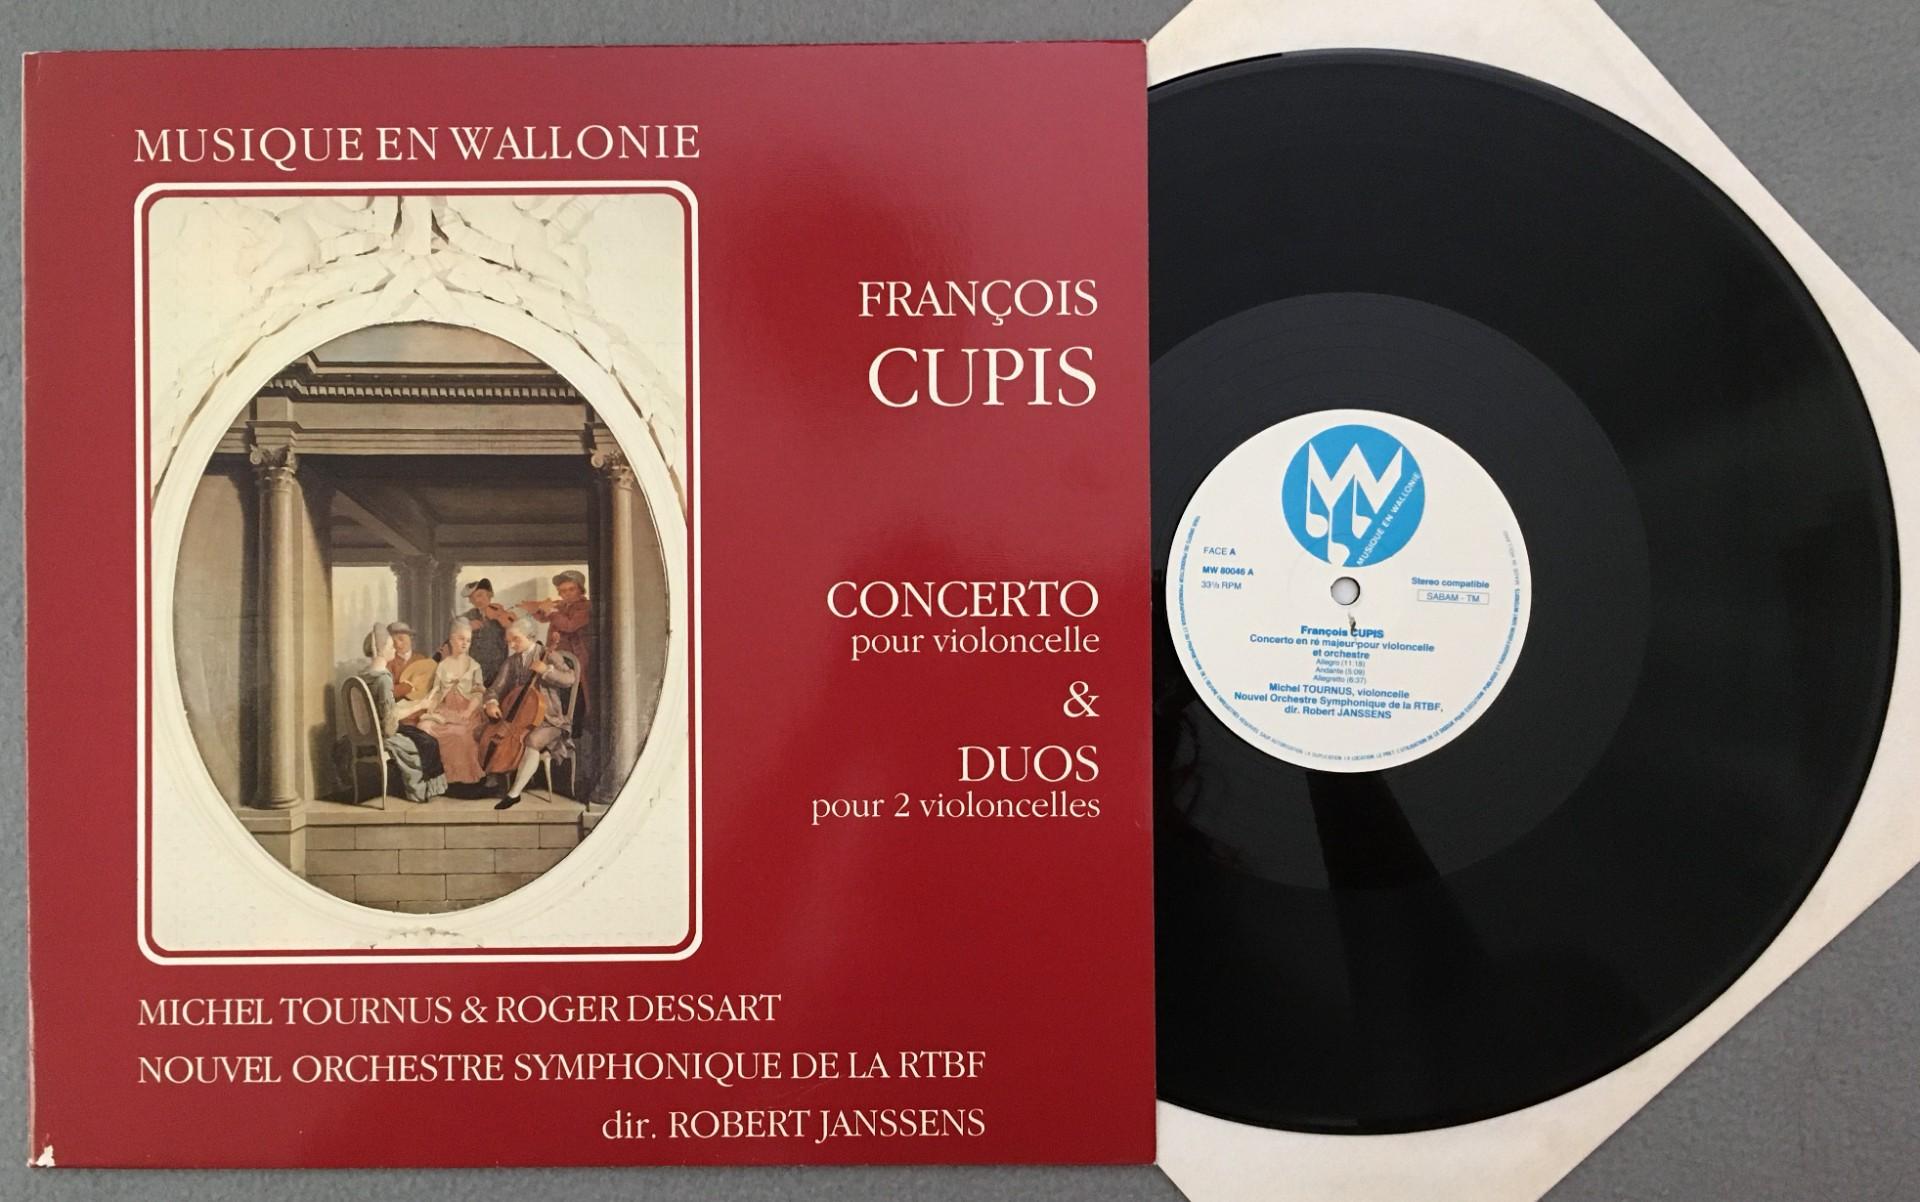 MUSIQUE EN WALLONIE
FRANÇOIS
CUPIS
CONCERTO
pour violoncelle
&
DUOS
pour 2 violoncelles
MICHEL TOURNUS & ROGER DESSART
NOUVEL ORCHESTRE SYMPHONIQUE DE LA RTBF
dir. ROBERT JANSSENS
MUSIQUE EN WALLONIE
FACE A
MW 80046 A
33⅓ RPM
Stereo compatible
SABAM - TM
François CUPIS
Concerto en ré majeur pour violoncelle
et orchestre
Allegro (11:18)
Andante (5:09)
Allegretto (6:37)
Michel TOURNUS, violoncelle
Nouvel Orchestre Symphonique de la RTBF,
dir. Robert JANSSENS